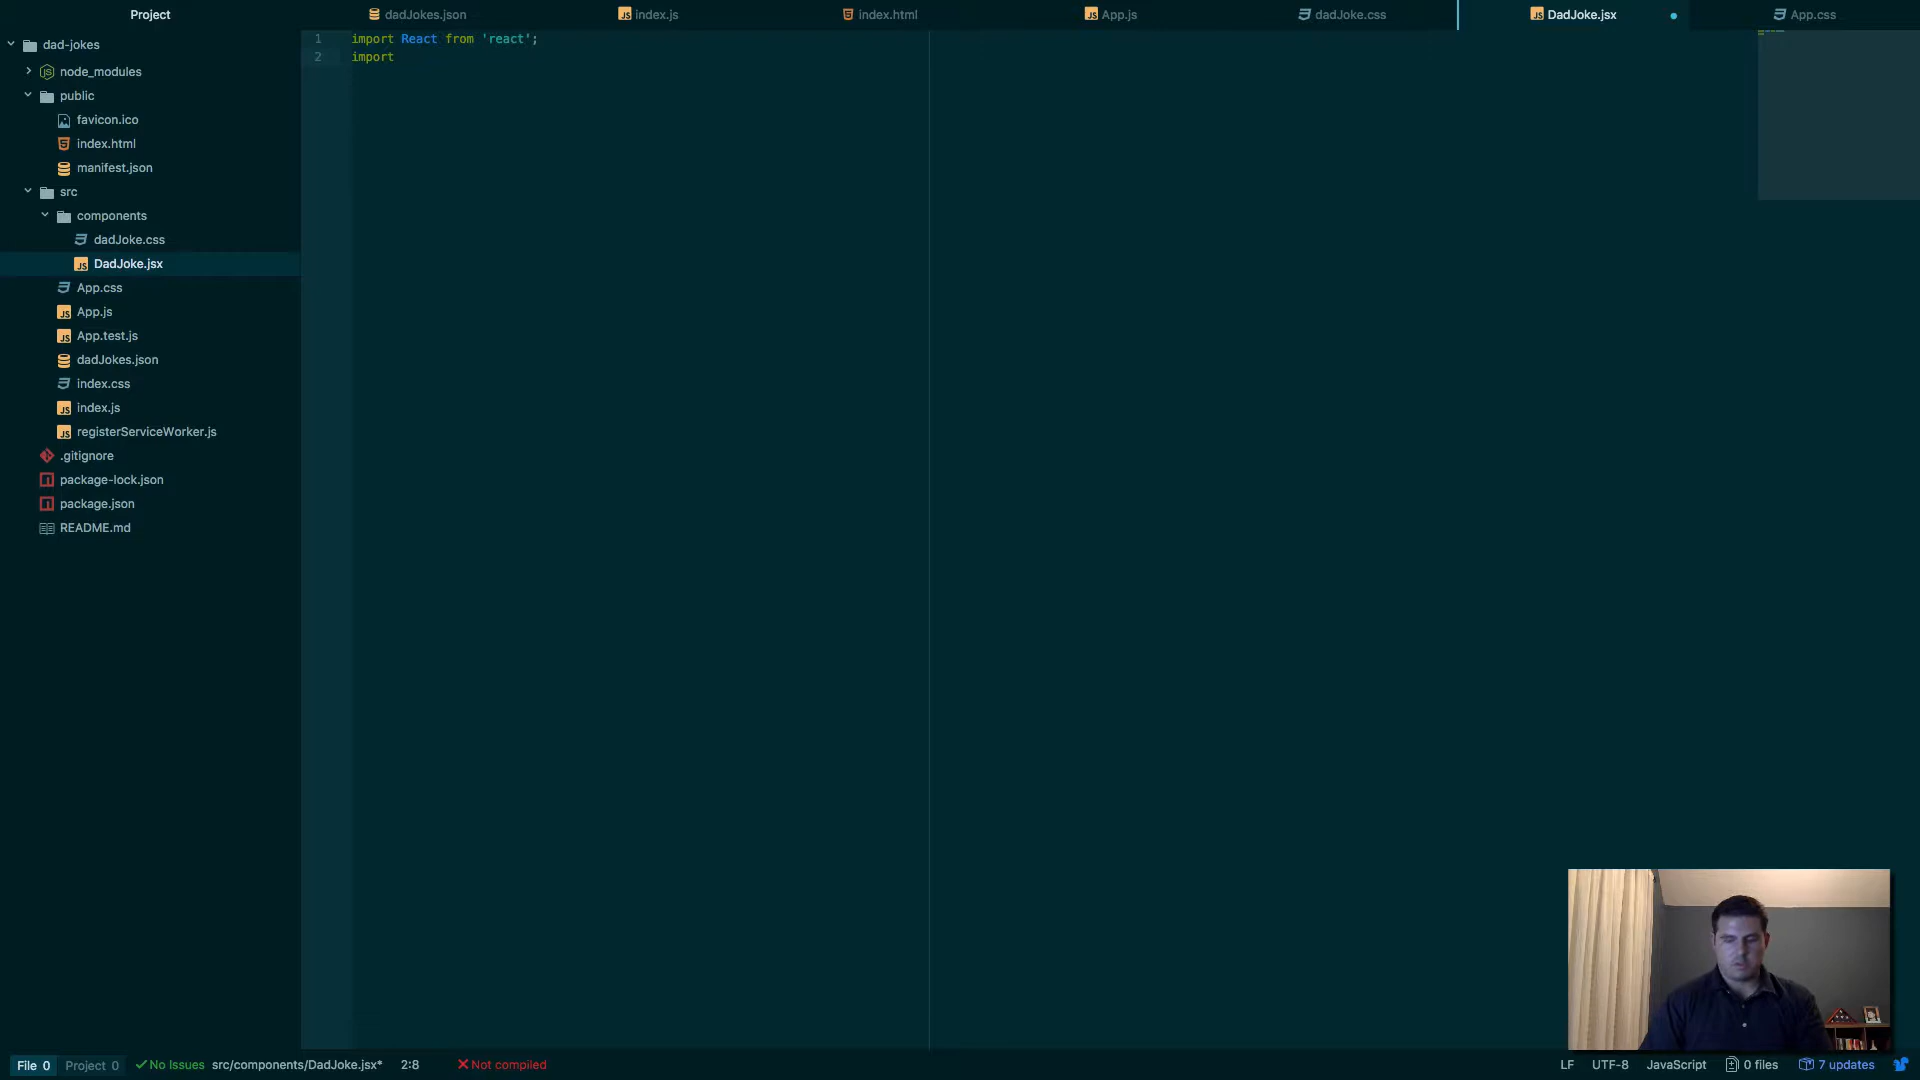 Project
dadJokes.json
index.js
index.html
App.js
dadJoke.css
DadJoke.jsx
App.css
dad-jokes
node_modules
public
favicon.ico
index.html
manifest.json
src
components
dadJoke.css
DadJoke.jsx
App.css
App.js
App.test.js
dadJokes.json
index.css
index.js
registerServiceWorker.js
.gitignore
package-lock.json
package.json
README.md
1 import React from 'react';
2 import
File 0 Project 0 No Issues src/components/DadJoke.jsx* 2:8 Not compiled LF UTF-8 JavaScript 0 files 7 updates